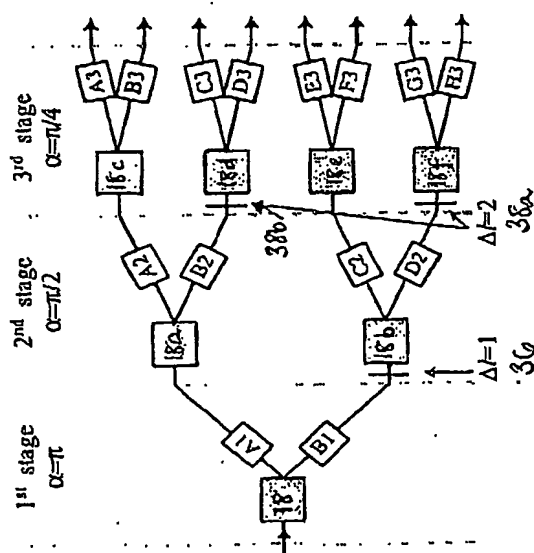 1st stage
α=π
2nd stage
α=π/2
3rd stage
α=π/4
18
A1
B1
18a
18b
A2
B2
C2
D2
18c
18d
18e
18f
A3
B3
C3
D3
E3
F3
G3
H3
Δl=1
36
Δl=2
38a
38b